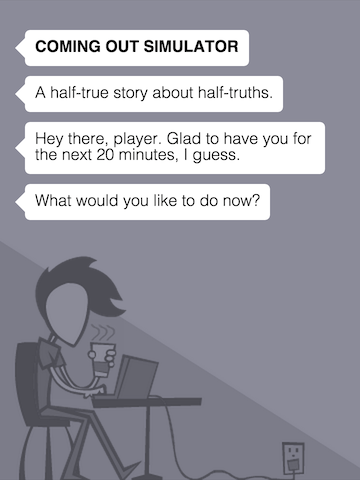 COMING OUT SIMULATOR
A half-true story about half-truths.
Hey there, player. Glad to have you for
the next 20 minutes, I guess.
What would you like to do now?